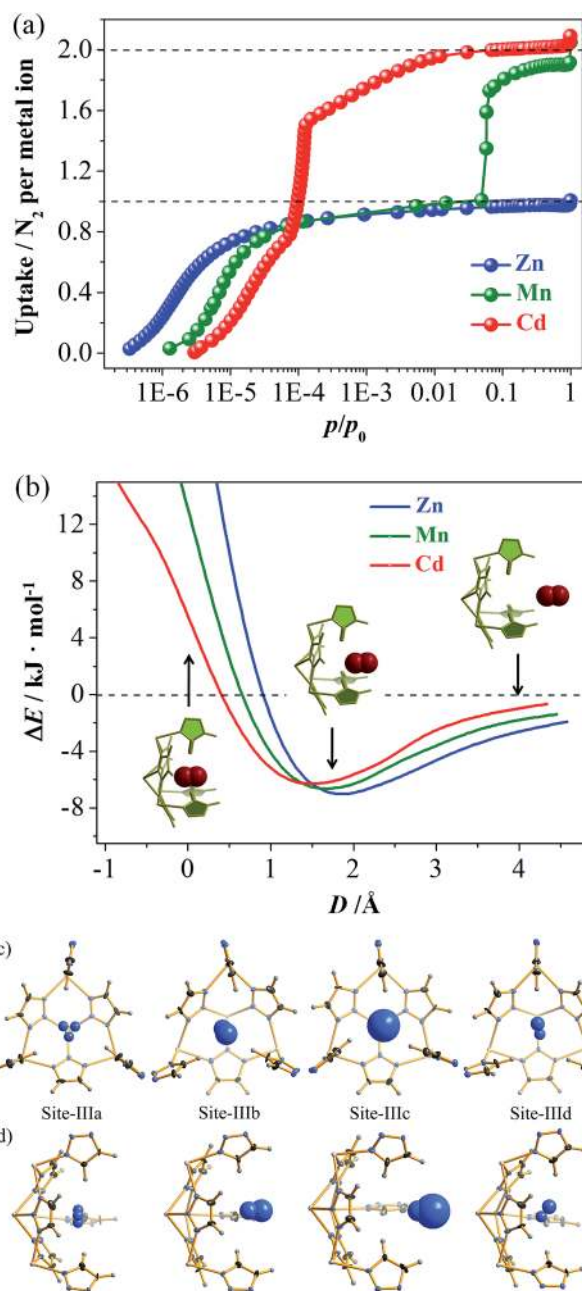 (a)
2.0
1.6
1.2
0.8
0.4
0.0
Uptake / N₂ per metal ion
Zn
Mn
Cd
1E-6 1E-5 1E-4 1E-3 0.01 0.1 1
p/p₀
(b)
12
8
4
0
-4
-8
ΔE / kJ · mol⁻¹
Zn
Mn
Cd
-1 0 1 2 3 4
D /Å
c)
Site-IIIa Site-IIIb Site-IIIc Site-IIId
d)